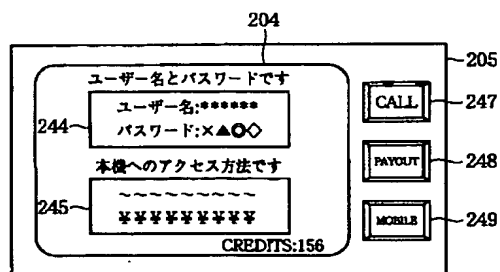 204
205
ユーザー名とパスワードです
ユーザー名:******
パスワード:×▲◎◇
244
CALL
247
本機へのアクセス方法です
PAYOUT
248
~~~~~~~~~
¥¥¥¥¥¥¥¥¥
245
MOBILE
249
CREDITS:156